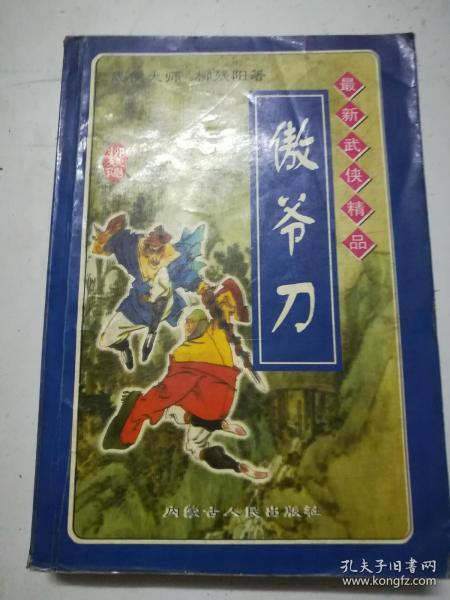 武侠大师 柳残阳著
最新武侠精品
傲爷刀
内蒙古人民出版社
孔夫子旧书网
www.kongfz.com